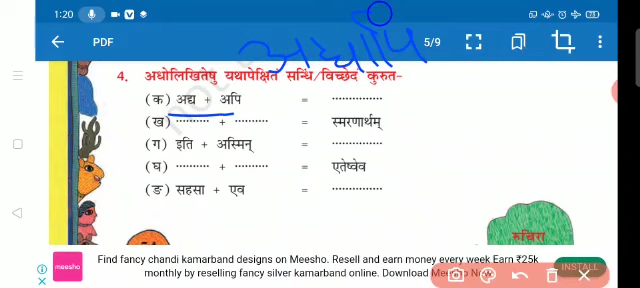 1:20
PDF
5/9
अद्यापि
4. अधोलिखितेषु यथापेक्षितं सन्धिं/विच्छेदं कुरुत-
(क) अद्य + अपि = ...............
(ख) .......... + .......... = स्मरणार्थम्
(ग) इति + अस्मिन् = ...............
(घ) .......... + .......... = एतेष्वेव
(ङ) सहसा + एव = ...............
रुचिरा
meesho
Find fancy chandi kamarband designs on Meesho. Resell and earn money every week Earn ₹25k
monthly by reselling fancy silver kamarband online. Download Meesho Now.
INSTALL